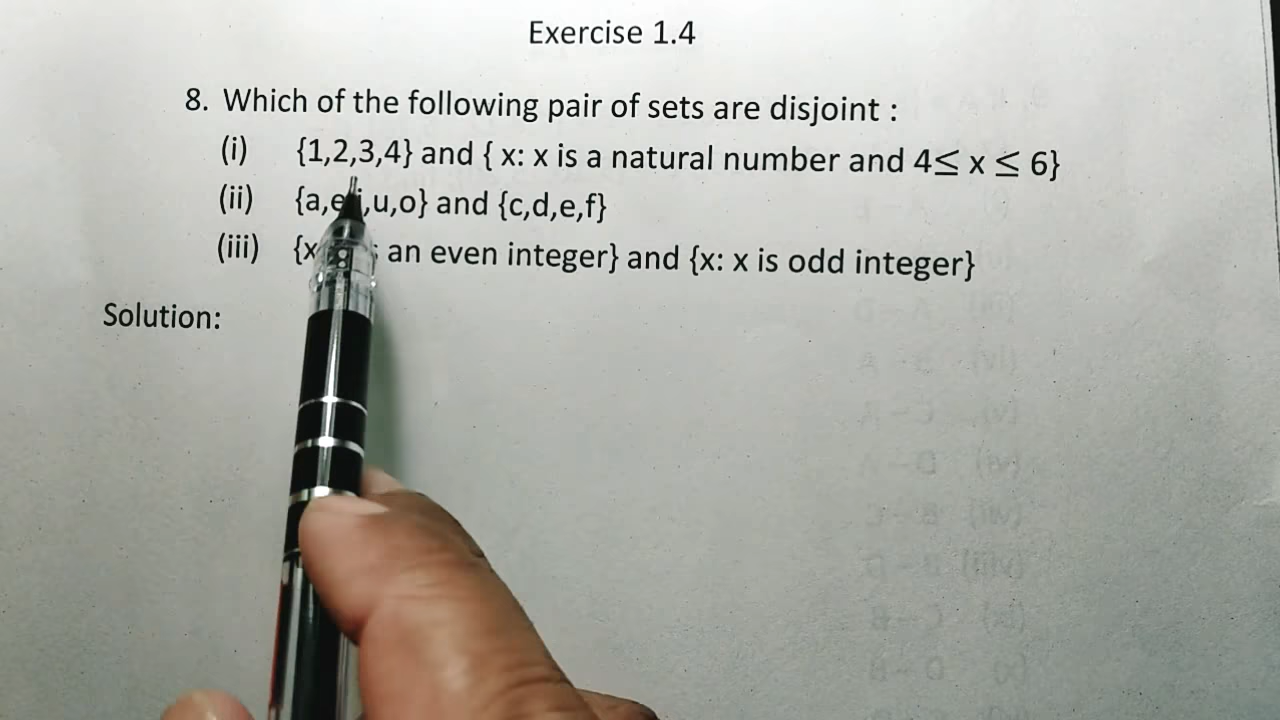 Exercise 1.4
8. Which of the following pair of sets are disjoint :
(i) {1,2,3,4} and { x: x is a natural number and 4≤ x ≤ 6}
(ii) {a,e,i,u,o} and {c,d,e,f}
(iii) {x an even integer} and {x: x is odd integer}
Solution: